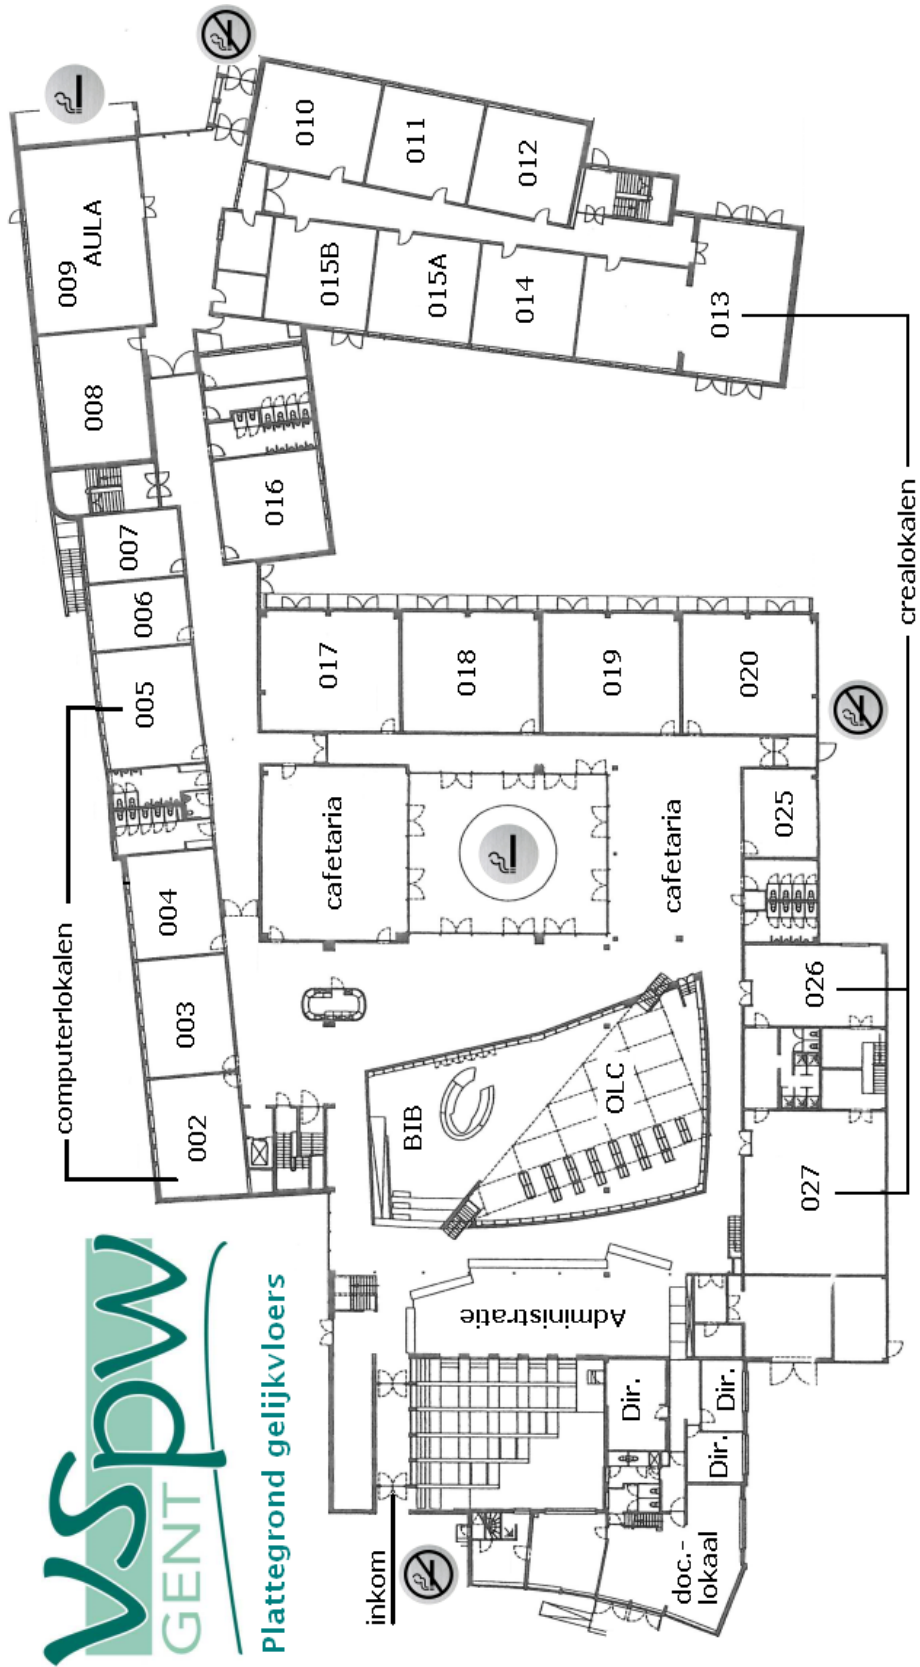 vspw
GENT
Plattegrond gelijkvloers
computerlokalen
002
003
004
005
006
007
008
009
AULA
010
011
012
013
014
015A
015B
016
017
018
019
020
cafetaria
cafetaria
025
026
027
BIB
OLC
Administratie
Dir.
Dir.
Dir.
doc.-
lokaal
inkom
crealokalen